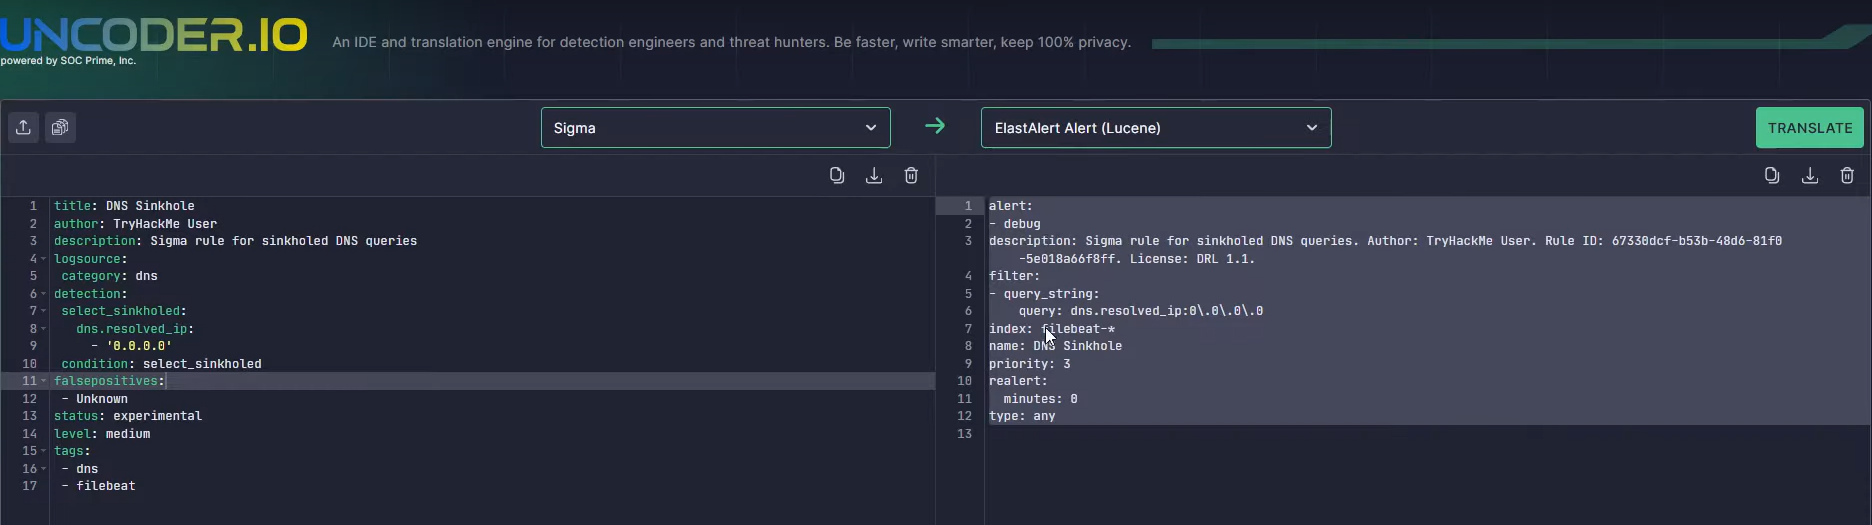 UNCODER.IO
powered by SOC Prime, Inc.
An IDE and translation engine for detection engineers and threat hunters. Be faster, write smarter, keep 100% privacy.
Sigma
ElastAlert Alert (Lucene)
TRANSLATE
1 title: DNS Sinkhole
2 author: TryHackMe User
3 description: Sigma rule for sinkholed DNS queries
4 logsource:
5 category: dns
6 detection:
7 select_sinkholed:
8 dns.resolved_ip:
9 - '0.0.0.0'
10 condition: select_sinkholed
11 falsepositives:
12 - Unknown
13 status: experimental
14 level: medium
15 tags:
16 - dns
17 - filebeat
1 alert:
2 - debug
3 description: Sigma rule for sinkholed DNS queries. Author: TryHackMe User. Rule ID: 67330dcf-b53b-48d6-81f0
-5e018a66f8ff. License: DRL 1.1.
4 filter:
5 - query_string:
6 query: dns.resolved_ip:0\.0\.0\.0
7 index: filebeat-*
8 name: DNS Sinkhole
9 priority: 3
10 realert:
11 minutes: 0
12 type: any
13